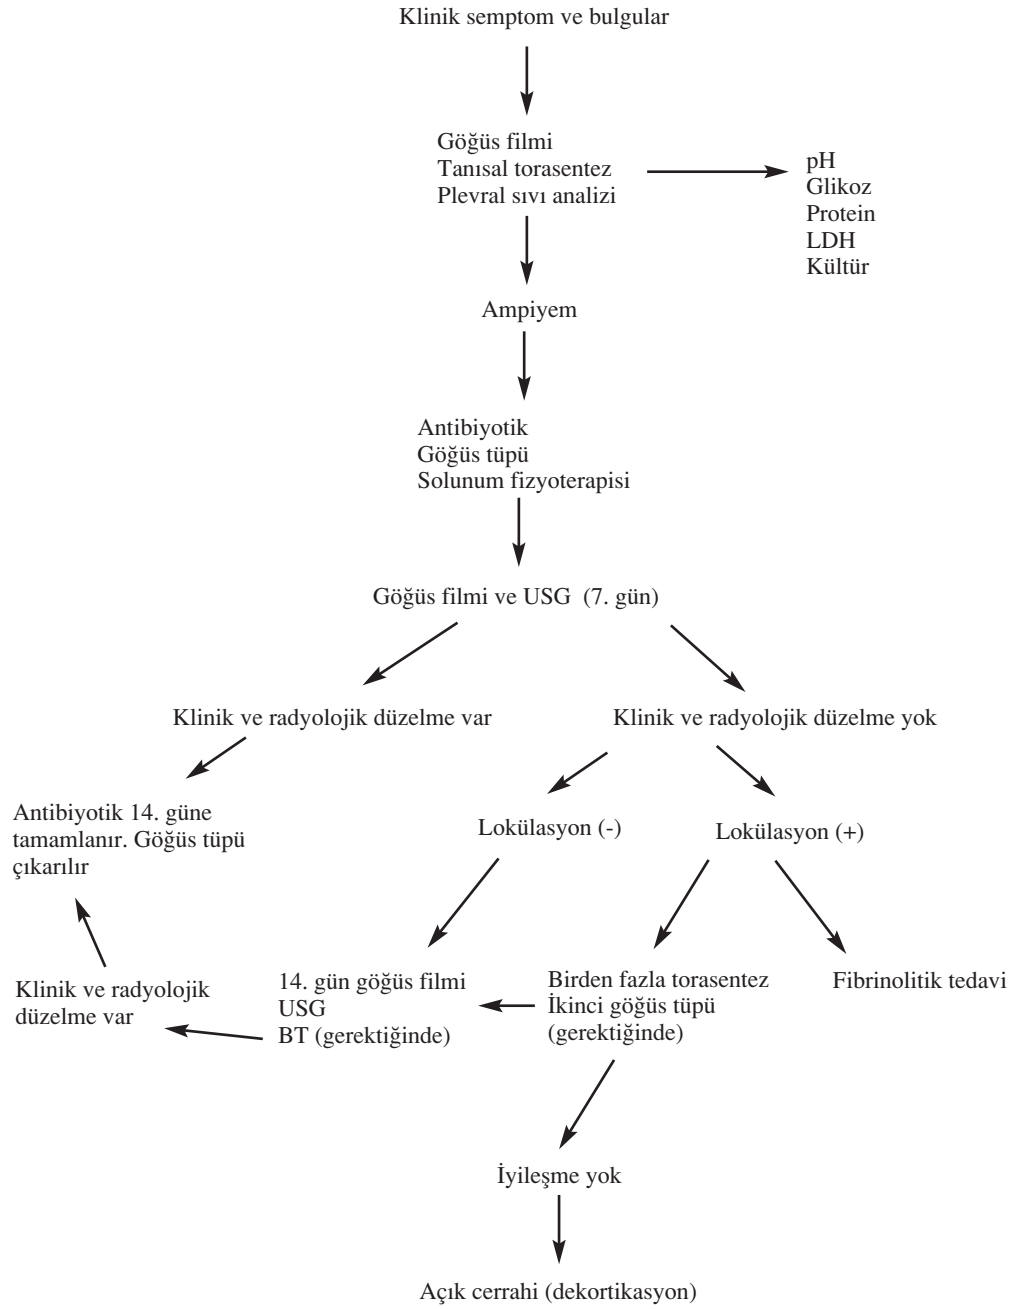 Klinik semptom ve bulgular
Göğüs filmi
Tanısal torasentez
Plevral sıvı analizi
pH
Glikoz
Protein
LDH
Kültür
Ampiyem
Antibiyotik
Göğüs tüpü
Solunum fizyoterapisi
Göğüs filmi ve USG (7. gün)
Klinik ve radyolojik düzelme var
Klinik ve radyolojik düzelme yok
Antibiyotik 14. güne
tamamlanır. Göğüs tüpü
çıkarılır
Lokülasyon (-)
Lokülasyon (+)
Klinik ve radyolojik
düzelme var
14. gün göğüs filmi
USG
BT (gerektiğinde)
Birden fazla torasentez
İkinci göğüs tüpü
(gerektiğinde)
Fibrinolitik tedavi
İyileşme yok
Açık cerrahi (dekortikasyon)